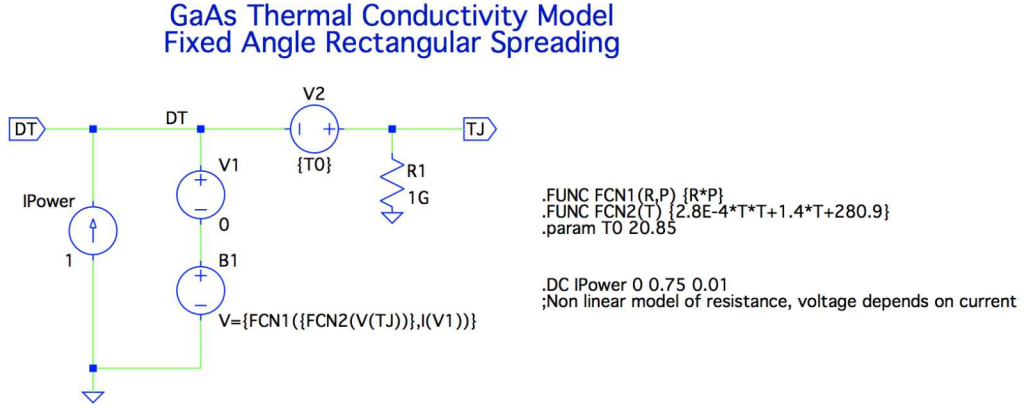 GaAs Thermal Conductivity Model
Fixed Angle Rectangular Spreading
V2
DT
DT
TJ
{T0}
V1
R1
1G
IPower
0
1
B1
V={FCN1({FCN2(V(TJ))},I(V1))}
.FUNC FCN1(R,P) {R*P}
.FUNC FCN2(T) {2.8E-4*T*T+1.4*T+280.9}
.param T0 20.85
.DC IPower 0 0.75 0.01
;Non linear model of resistance, voltage depends on current